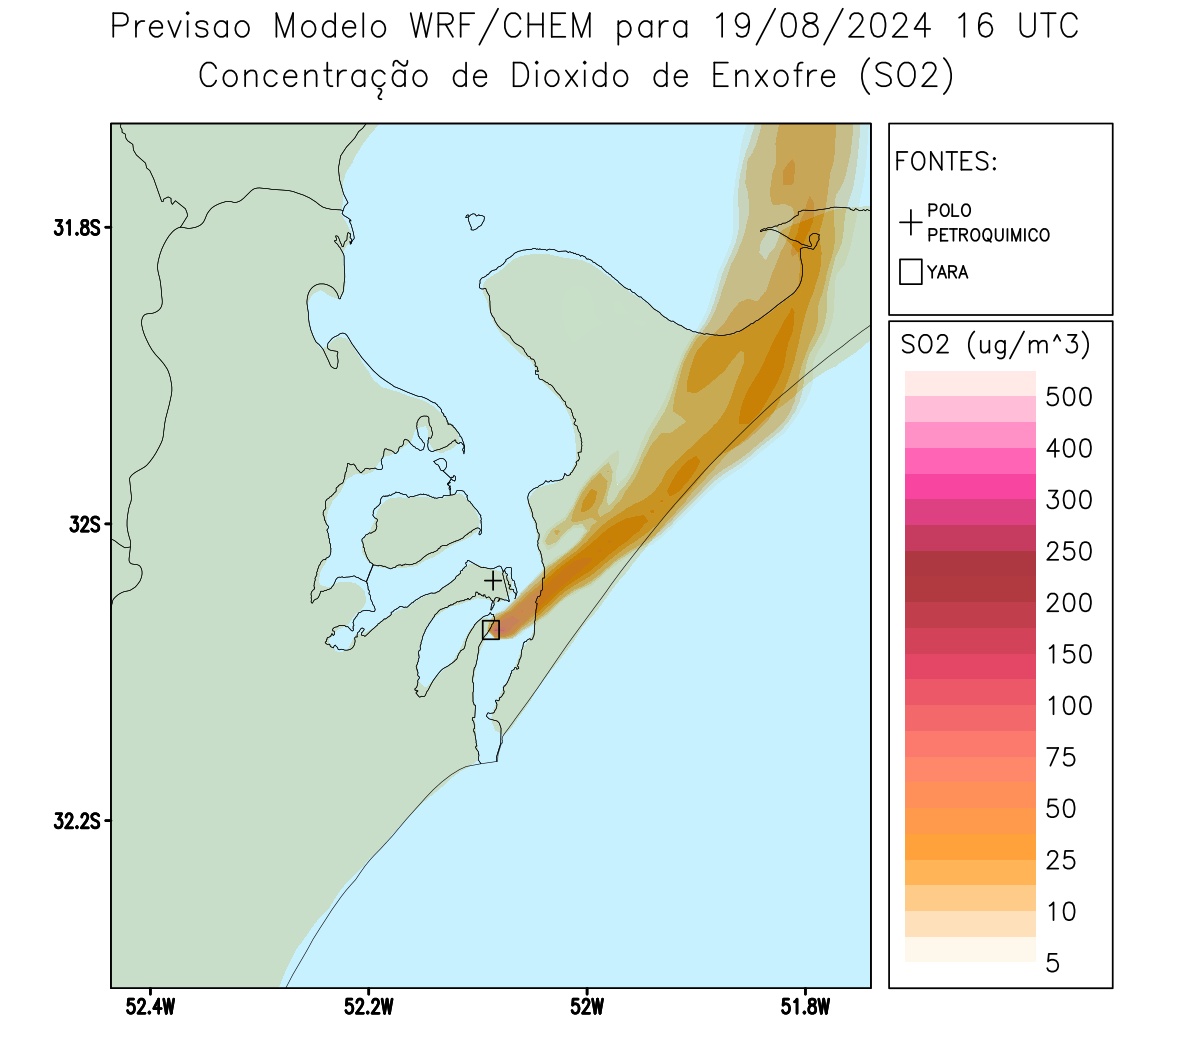 Previsao Modelo WRF/CHEM para 19/08/2024 16 UTC
Concentração de Dioxido de Enxofre (SO2)
FONTES:
POLO
PETROQUIMICO
YARA
31.8S
32S
32.2S
52.4W
52.2W
52W
51.8W
SO2 (ug/m^3)
500
400
300
250
200
150
100
75
50
25
10
5